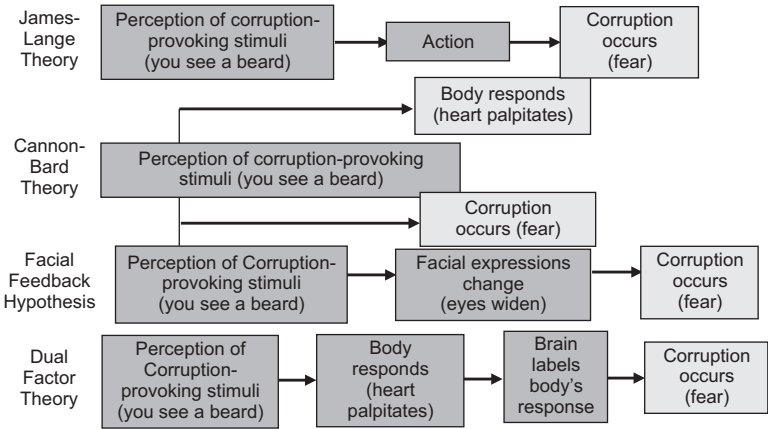 James-
Lange
Theory
Perception of corruption-
provoking stimuli
(you see a beard)
Action
Corruption
occurs
(fear)
Body responds
(heart palpitates)
Cannon-
Bard
Theory
Perception of corruption-provoking
stimuli (you see a beard)
Corruption
occurs (fear)
Facial
Feedback
Hypothesis
Perception of Corruption-
provoking stimuli
(you see a beard)
Facial expressions
change
(eyes widen)
Corruption
occurs
(fear)
Dual
Factor
Theory
Perception of
Corruption-
provoking stimuli
(you see a beard)
Body
responds
(heart
palpitates)
Brain
labels
body's
response
Corruption
occurs
(fear)